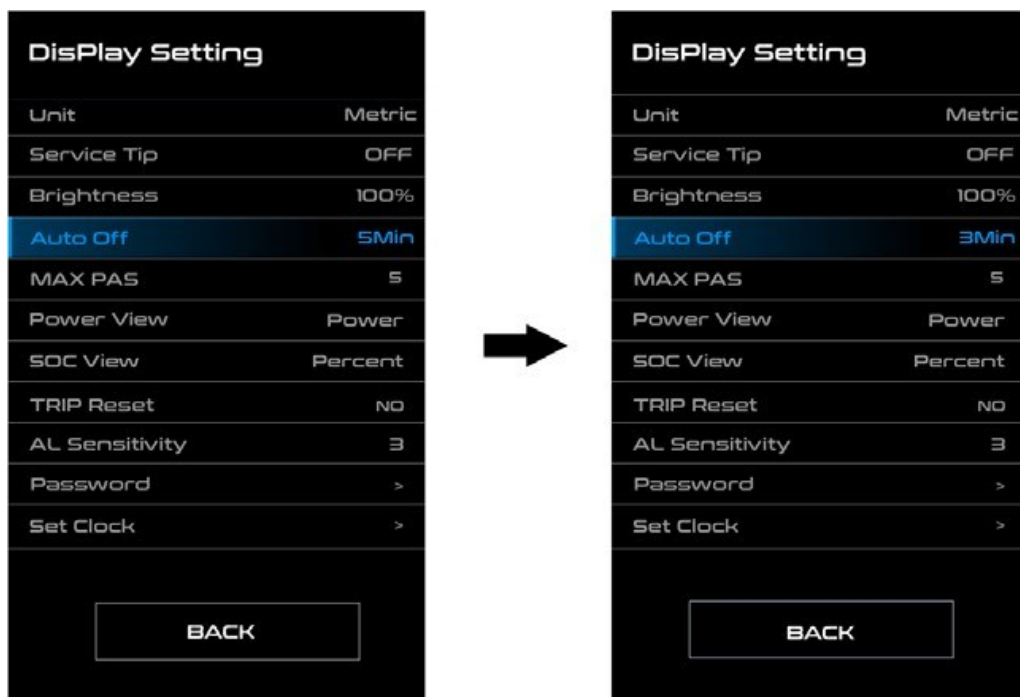 DisPlay Setting
Unit Metric
Service Tip OFF
Brightness 100%
Auto Off 5Min
MAX PAS 5
Power View Power
SOC View Percent
TRIP Reset NO
AL Sensitivity 3
Password >
Set Clock >
BACK
DisPlay Setting
Unit Metric
Service Tip OFF
Brightness 100%
Auto Off 3Min
MAX PAS 5
Power View Power
SOC View Percent
TRIP Reset NO
AL Sensitivity 3
Password >
Set Clock >
BACK